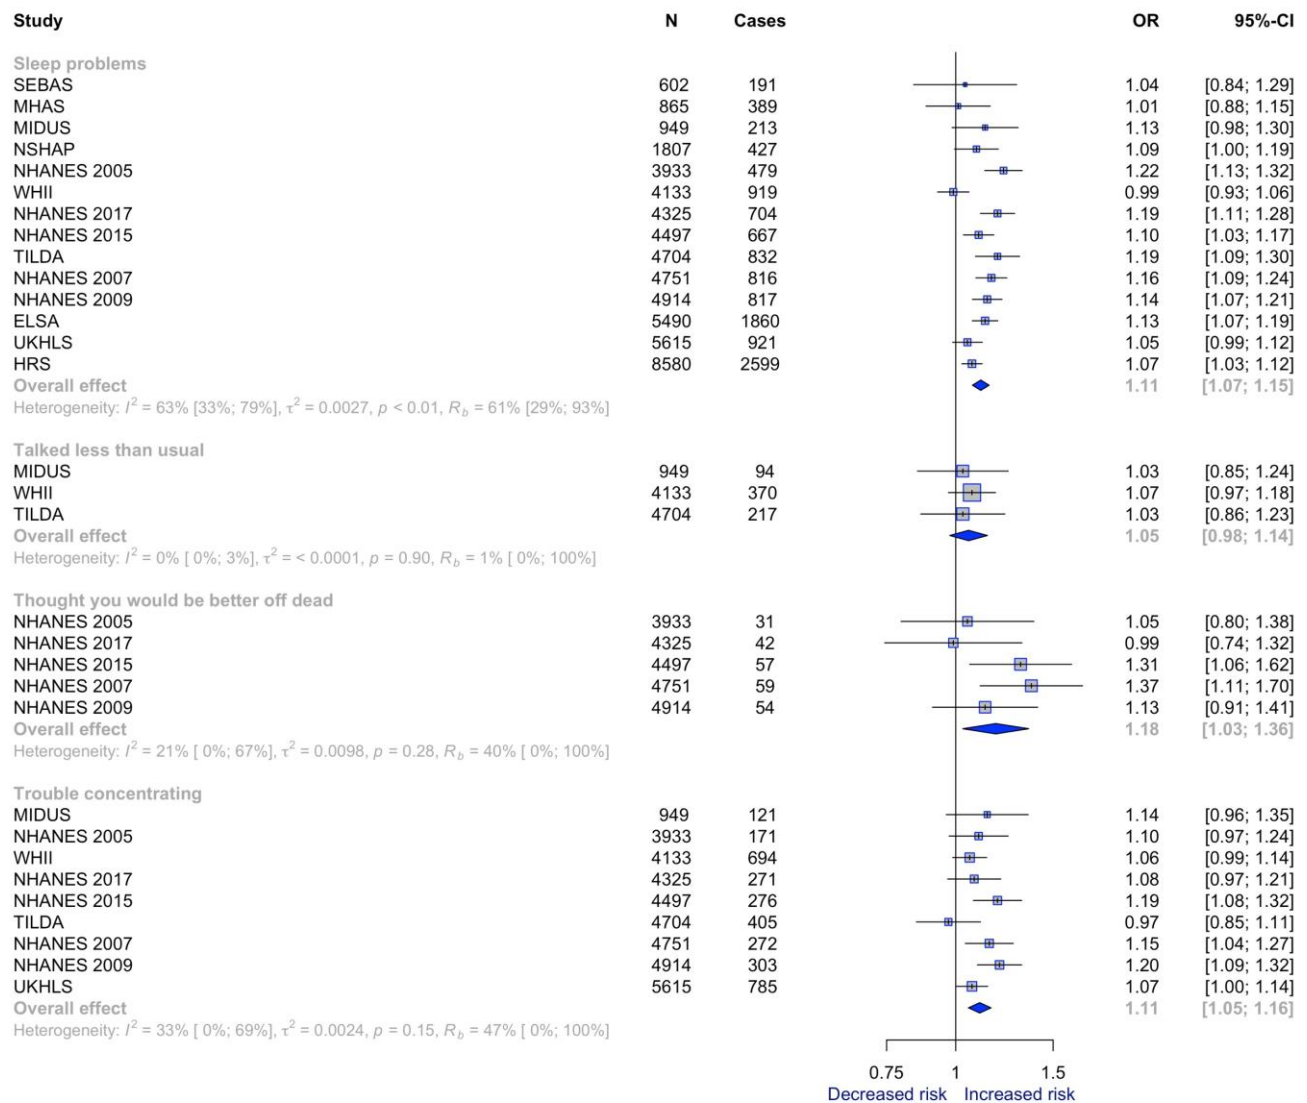 Study N Cases OR 95%-CI
Sleep problems
SEBAS 602 191 1.04 [0.84; 1.29]
MHAS 865 389 1.01 [0.88; 1.15]
MIDUS 949 213 1.13 [0.98; 1.30]
NSHAP 1807 427 1.09 [1.00; 1.19]
NHANES 2005 3933 479 1.22 [1.13; 1.32]
WHII 4133 919 0.99 [0.93; 1.06]
NHANES 2017 4325 704 1.19 [1.11; 1.28]
NHANES 2015 4497 667 1.10 [1.03; 1.17]
TILDA 4704 832 1.19 [1.09; 1.30]
NHANES 2007 4751 816 1.16 [1.09; 1.24]
NHANES 2009 4914 817 1.14 [1.07; 1.21]
ELSA 5490 1860 1.13 [1.07; 1.19]
UKHLS 5615 921 1.05 [0.99; 1.12]
HRS 8580 2599 1.07 [1.03; 1.12]
Overall effect 1.11 [1.07; 1.15]
Heterogeneity: I² = 63% [33%; 79%], τ² = 0.0027, p < 0.01, R_b = 61% [29%; 93%]
Talked less than usual
MIDUS 949 94 1.03 [0.85; 1.24]
WHII 4133 370 1.07 [0.97; 1.18]
TILDA 4704 217 1.03 [0.86; 1.23]
Overall effect 1.05 [0.98; 1.14]
Heterogeneity: I² = 0% [ 0%; 3%], τ² = < 0.0001, p = 0.90, R_b = 1% [ 0%; 100%]
Thought you would be better off dead
NHANES 2005 3933 31 1.05 [0.80; 1.38]
NHANES 2017 4325 42 0.99 [0.74; 1.32]
NHANES 2015 4497 57 1.31 [1.06; 1.62]
NHANES 2007 4751 59 1.37 [1.11; 1.70]
NHANES 2009 4914 54 1.13 [0.91; 1.41]
Overall effect 1.18 [1.03; 1.36]
Heterogeneity: I² = 21% [ 0%; 67%], τ² = 0.0098, p = 0.28, R_b = 40% [ 0%; 100%]
Trouble concentrating
MIDUS 949 121 1.14 [0.96; 1.35]
NHANES 2005 3933 171 1.10 [0.97; 1.24]
WHII 4133 694 1.06 [0.99; 1.14]
NHANES 2017 4325 271 1.08 [0.97; 1.21]
NHANES 2015 4497 276 1.19 [1.08; 1.32]
TILDA 4704 405 0.97 [0.85; 1.11]
NHANES 2007 4751 272 1.15 [1.04; 1.27]
NHANES 2009 4914 303 1.20 [1.09; 1.32]
UKHLS 5615 785 1.07 [1.00; 1.14]
Overall effect 1.11 [1.05; 1.16]
Heterogeneity: I² = 33% [ 0%; 69%], τ² = 0.0024, p = 0.15, R_b = 47% [ 0%; 100%]
0.75 1 1.5
Decreased risk Increased risk